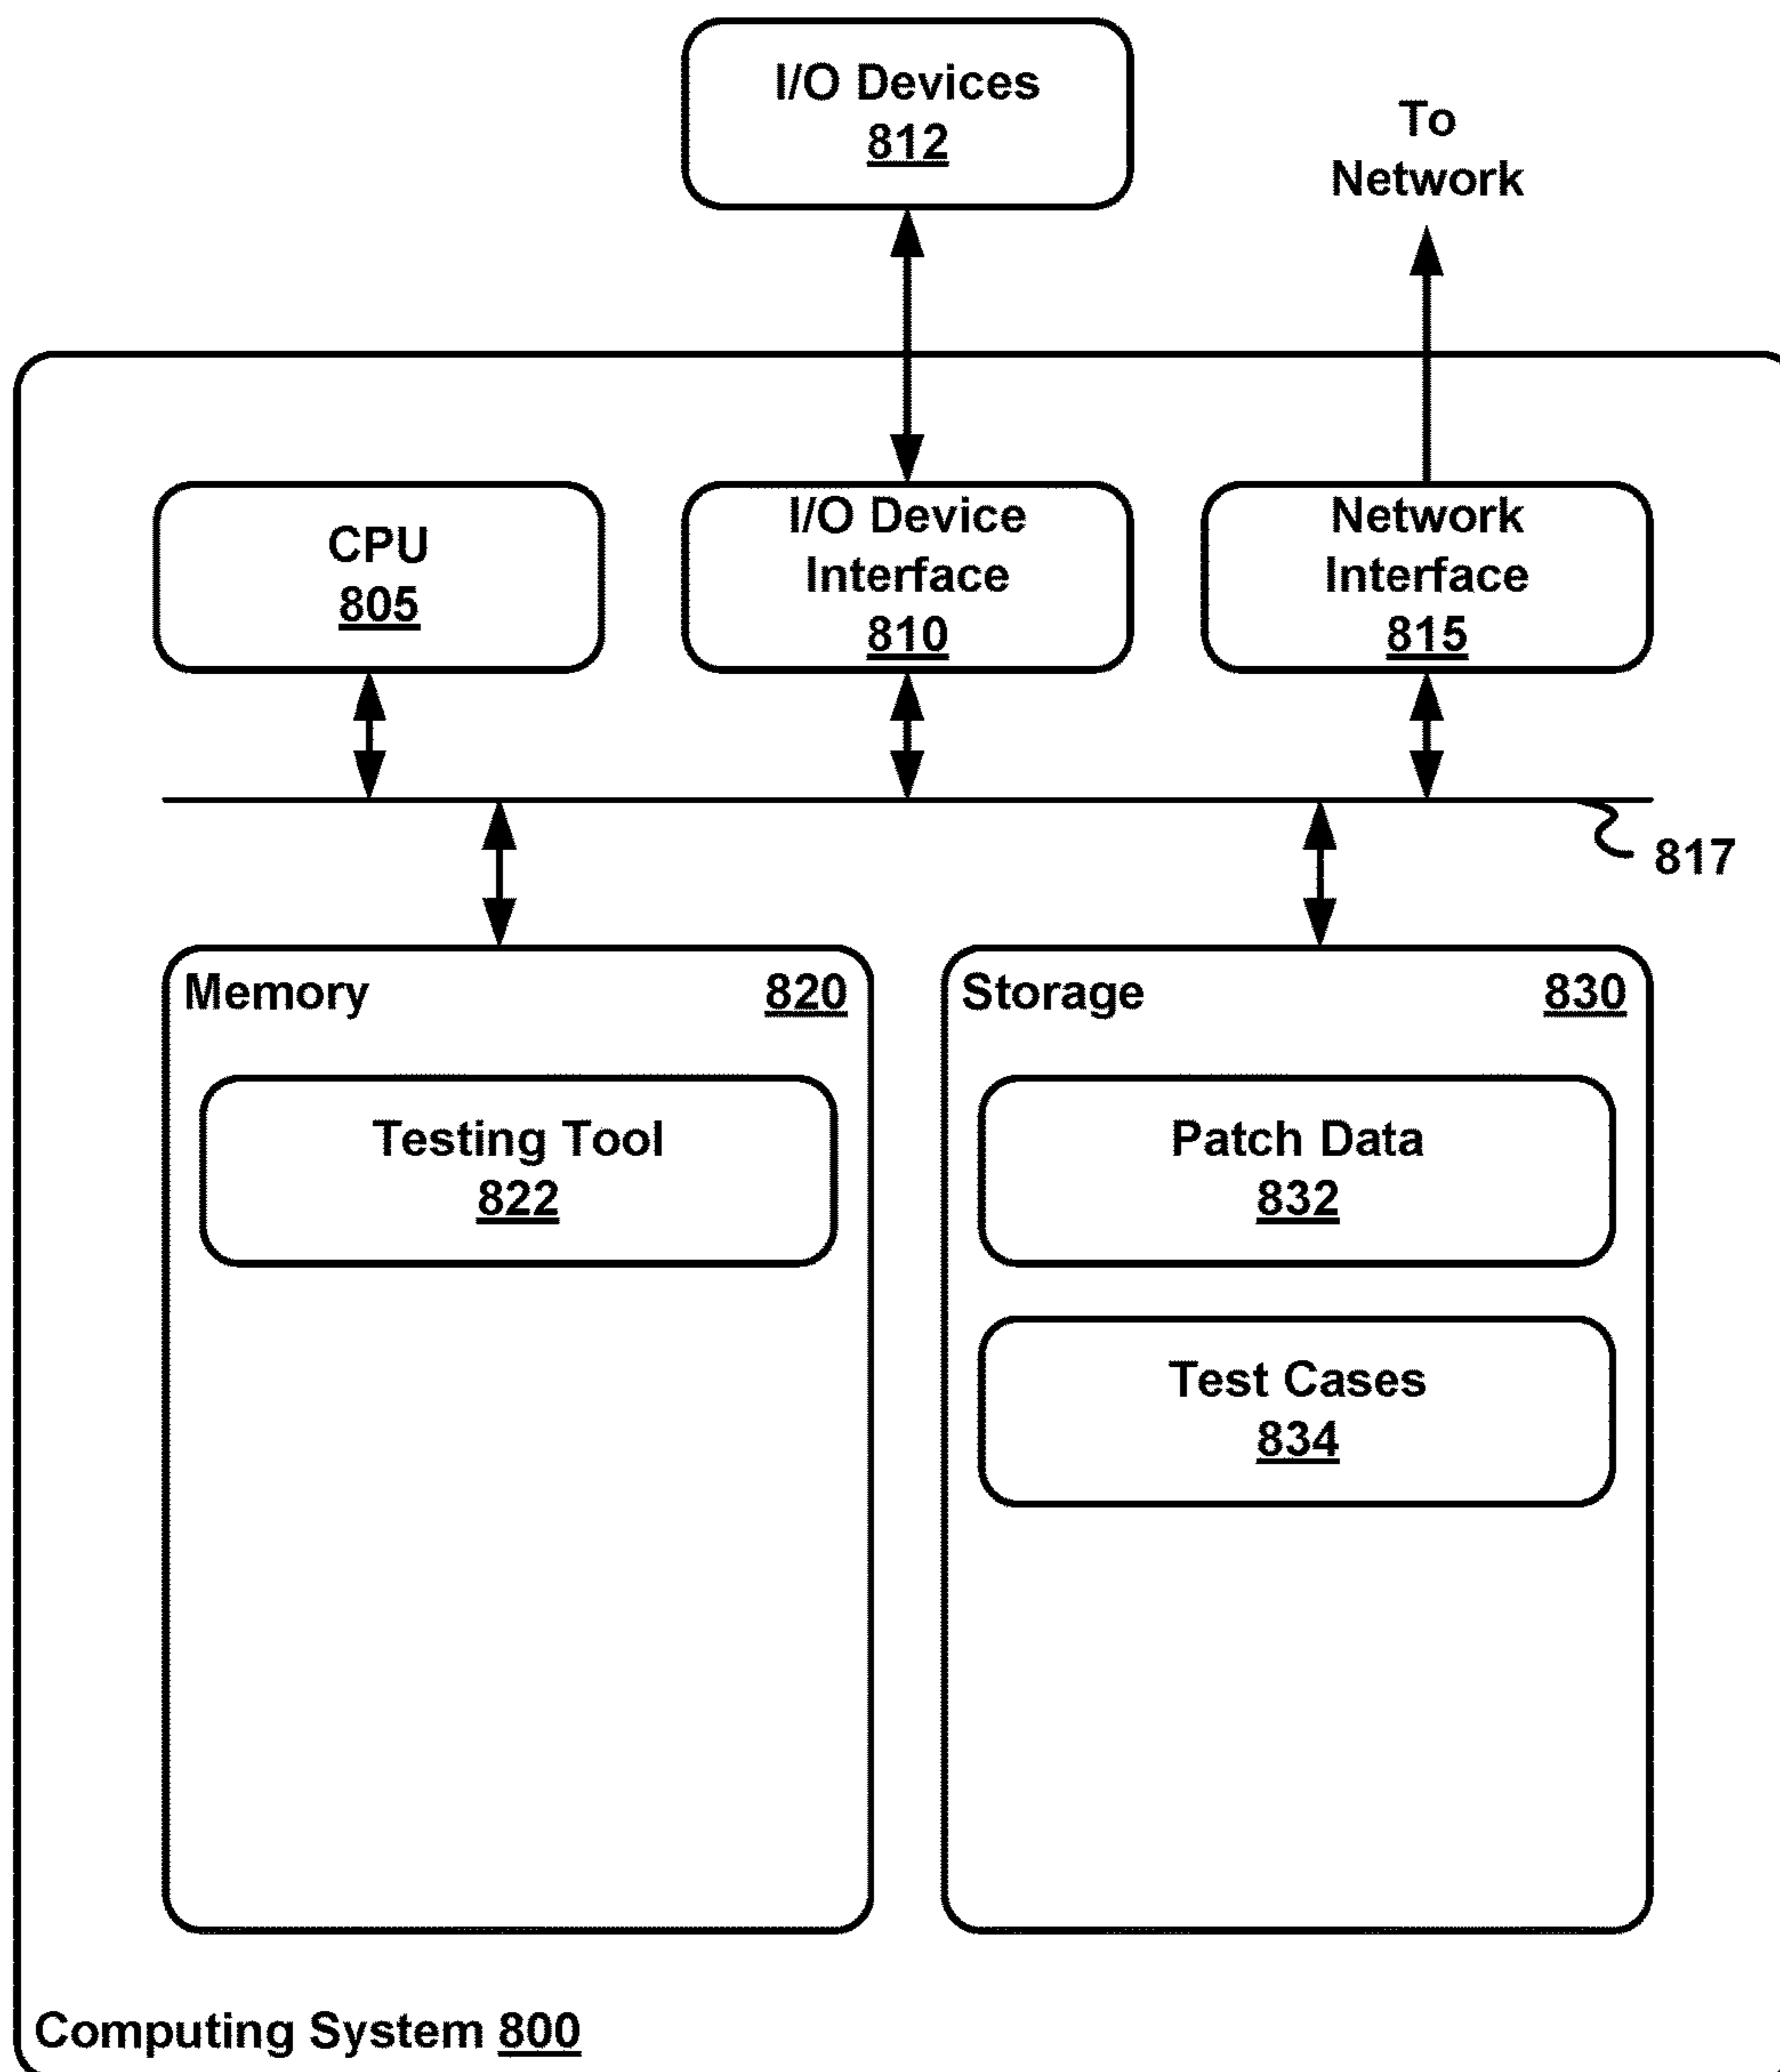 I/O Devices
812
To
Network
CPU
805
I/O Device
Interface
810
Network
Interface
815
817
Memory
820
Testing Tool
822
Storage
830
Patch Data
832
Test Cases
834
Computing System 800